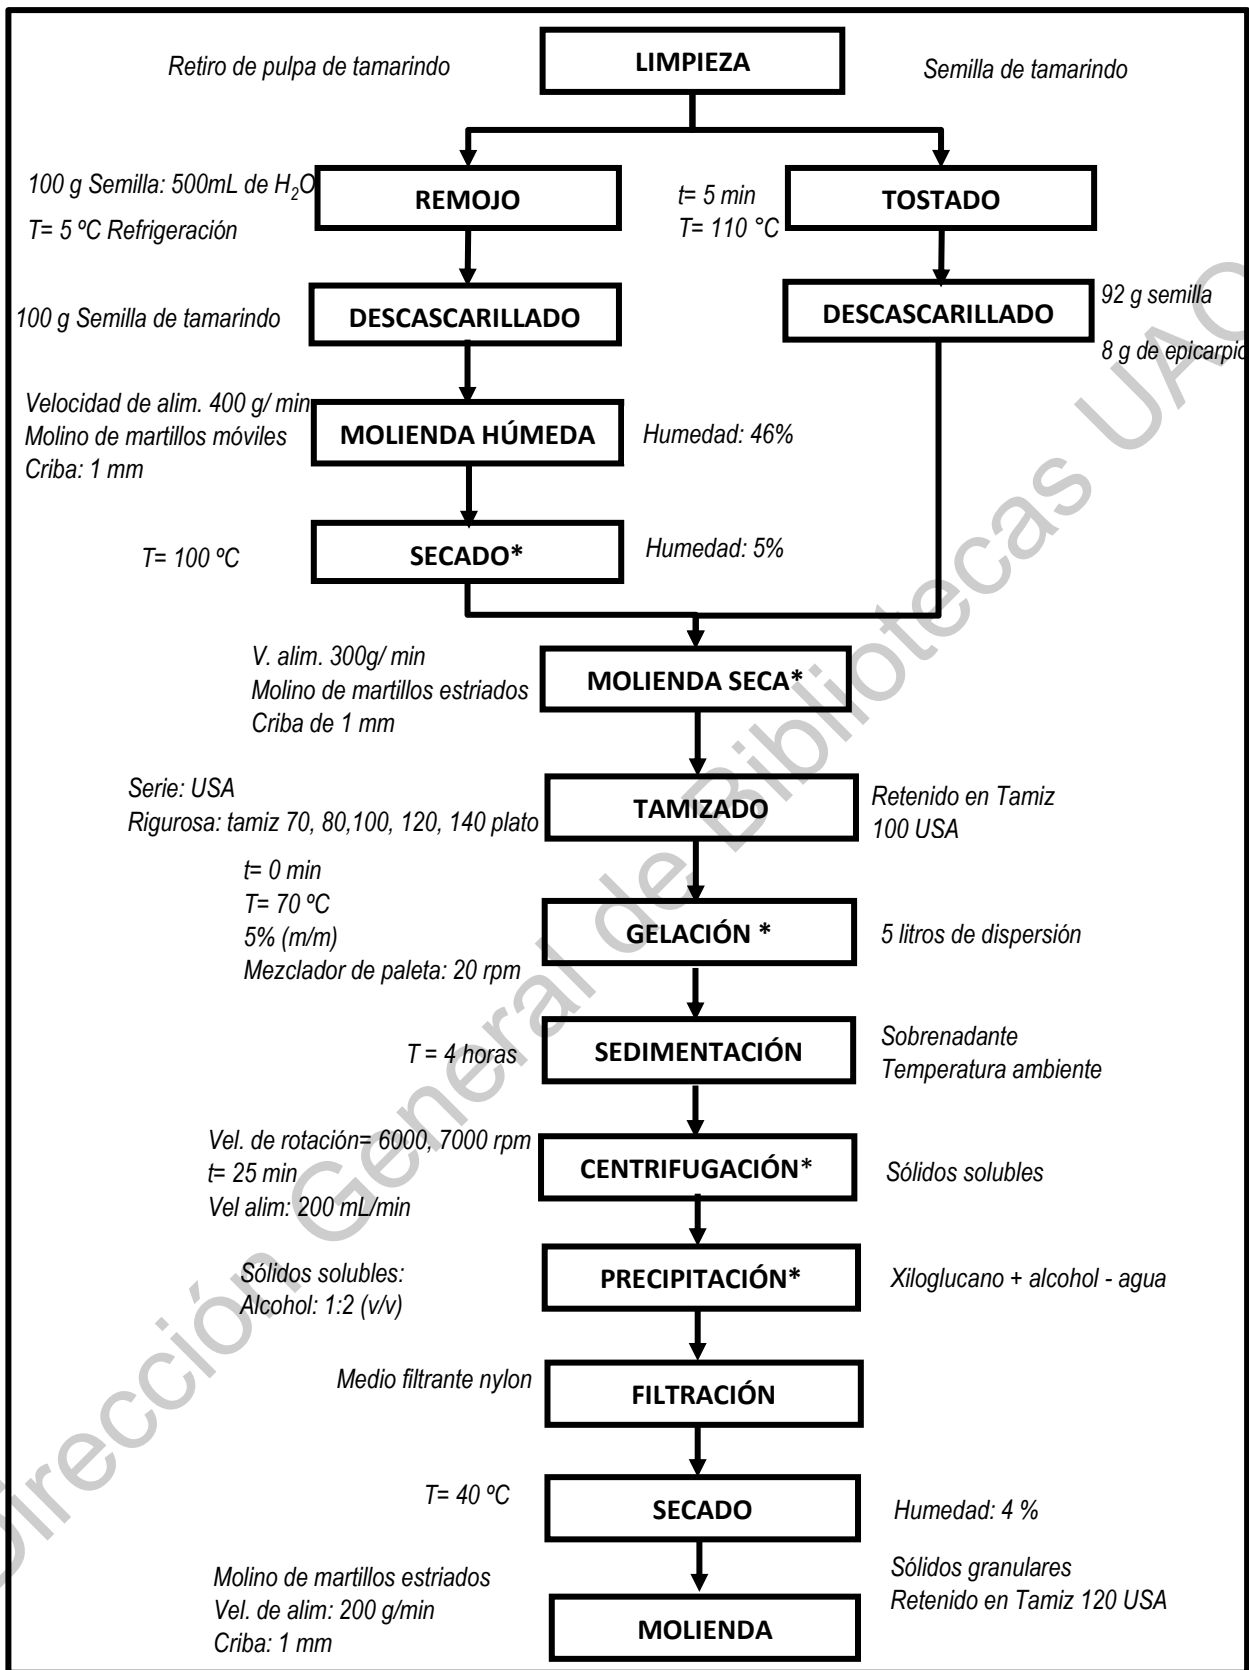 LIMPIEZA
Retiro de pulpa de tamarindo
Semilla de tamarindo
100 g Semilla: 500mL de H₂O
T= 5 ºC Refrigeración
REMOJO
t= 5 min
T= 110 °C
TOSTADO
100 g Semilla de tamarindo
DESCASCARILLADO
DESCASCARILLADO
92 g semilla
8 g de epicarpio
Velocidad de alim. 400 g/ min
Molino de martillos móviles
Criba: 1 mm
MOLIENDA HÚMEDA
Humedad: 46%
T= 100 ºC
SECADO*
Humedad: 5%
V. alim. 300g/ min
Molino de martillos estriados
Criba de 1 mm
MOLIENDA SECA*
Serie: USA
Rigurosa: tamiz 70, 80,100, 120, 140 plato
TAMIZADO
Retenido en Tamiz
100 USA
t= 0 min
T= 70 ºC
5% (m/m)
Mezclador de paleta: 20 rpm
GELACIÓN *
5 litros de dispersión
T = 4 horas
SEDIMENTACIÓN
Sobrenadante
Temperatura ambiente
Vel. de rotación= 6000, 7000 rpm
t= 25 min
Vel alim: 200 mL/min
CENTRIFUGACIÓN*
Sólidos solubles
Sólidos solubles:
Alcohol: 1:2 (v/v)
PRECIPITACIÓN*
Xiloglucano + alcohol - agua
Medio filtrante nylon
FILTRACIÓN
T= 40 ºC
SECADO
Humedad: 4 %
Molino de martillos estriados
Vel. de alim: 200 g/min
Criba: 1 mm
MOLIENDA
Sólidos granulares
Retenido en Tamiz 120 USA
Dirección General de Bibliotecas UAQ